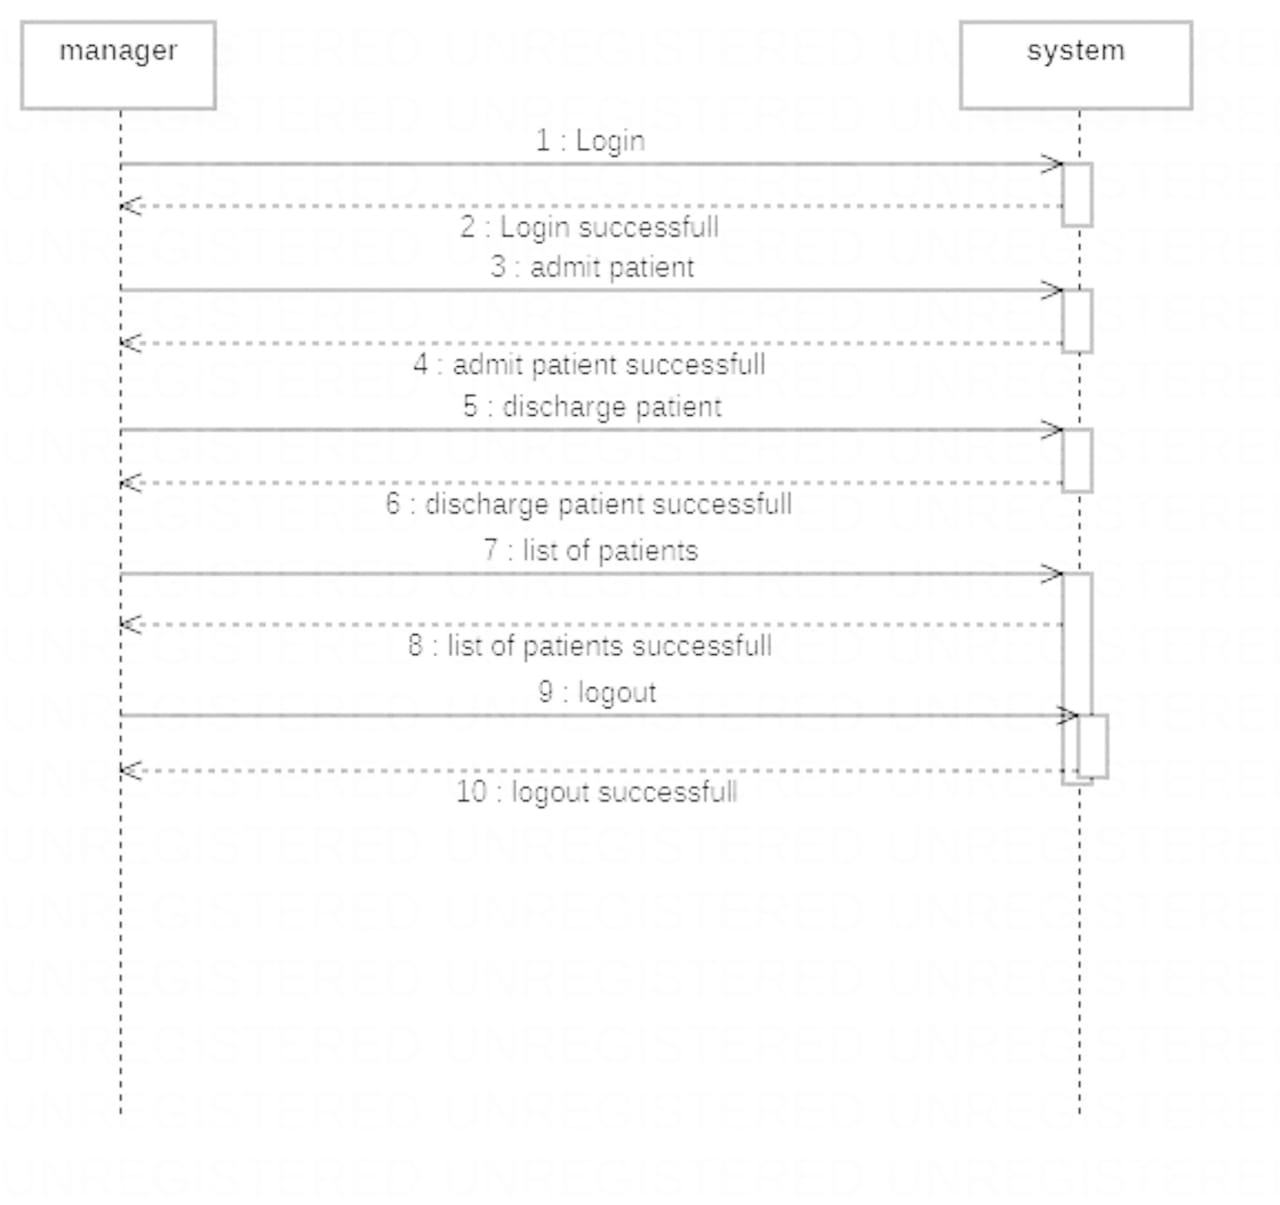 manager
system
1 : Login
2 : Login successfull
3 : admit patient
4 : admit patient successfull
5 : discharge patient
6 : discharge patient successfull
7 : list of patients
8 : list of patients successfull
9 : logout
10 : logout successfull
UNREGISTERED